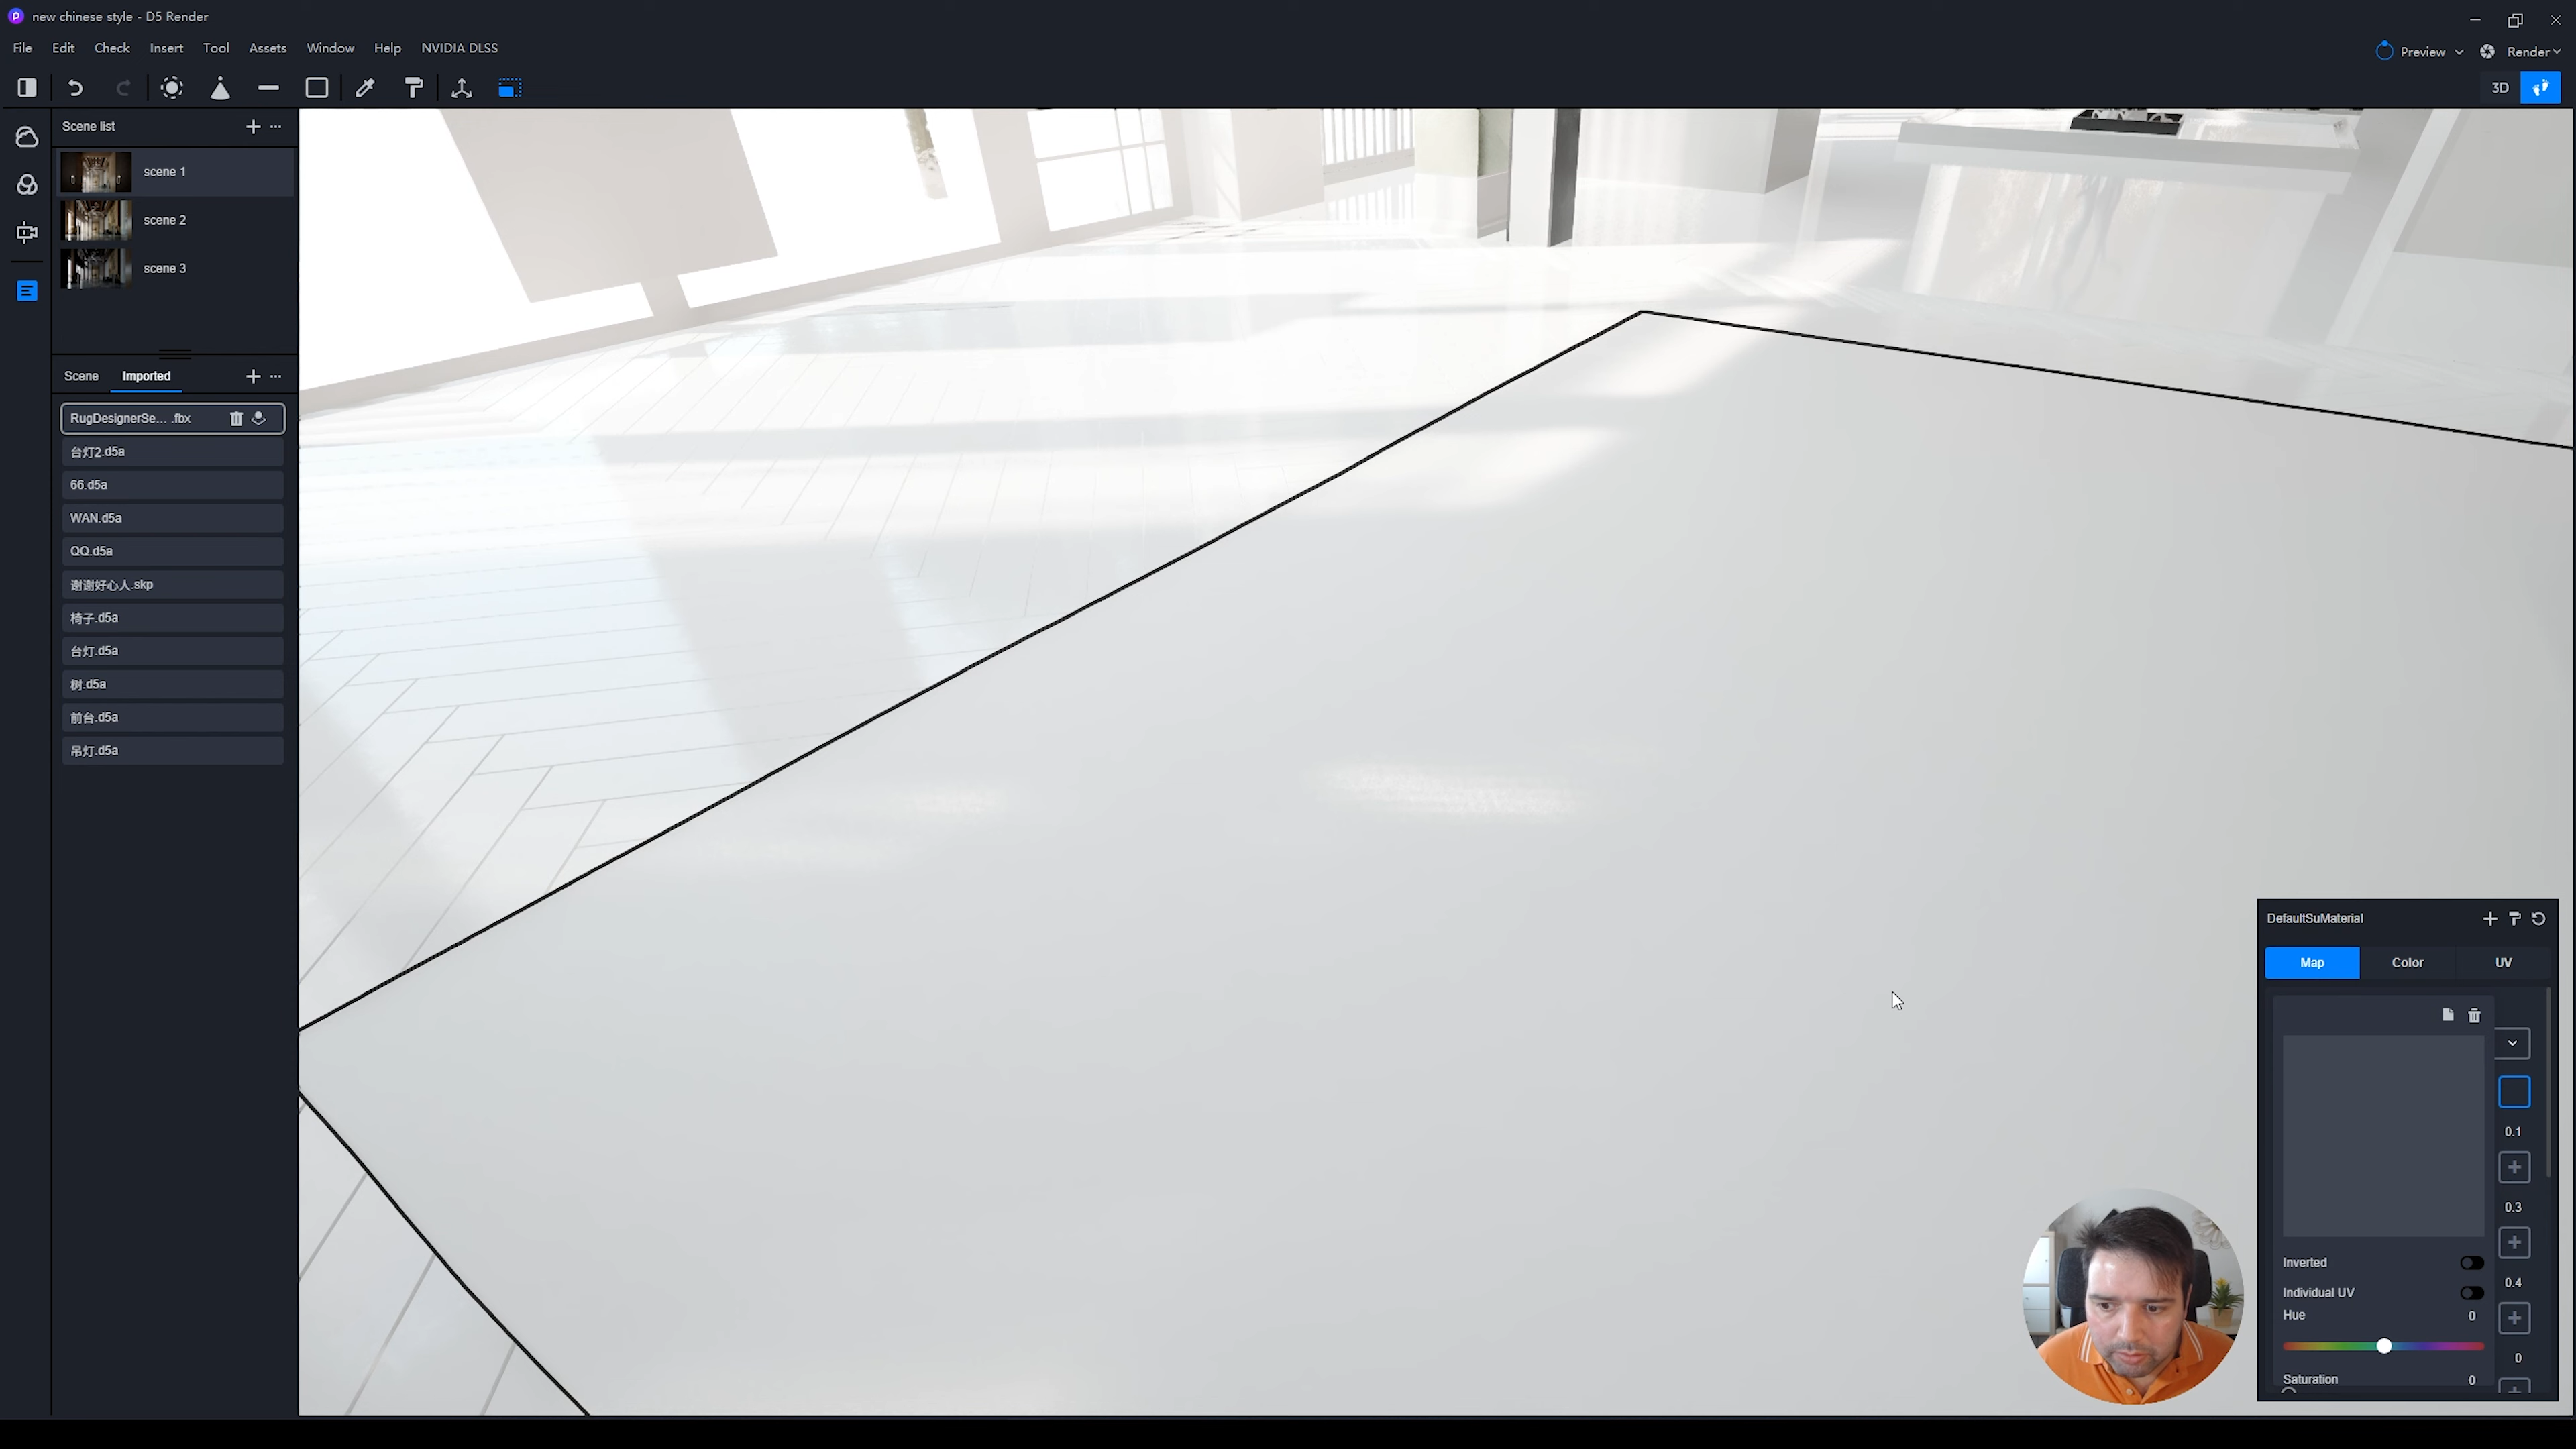 new chinese style - D5 Render
File Edit Check Insert Tool Assets Window Help NVIDIA DLSS
Preview Render
3D
Scene list
scene 1
scene 2
scene 3
Scene Imported
RugDesignerSe... .fbx
台灯2.d5a
66.d5a
WAN.d5a
QQ.d5a
谢谢好心人.skp
椅子.d5a
台灯.d5a
树.d5a
前台.d5a
吊灯.d5a
DefaultSuMaterial
Map Color UV
0.1
0.3
Inverted
0.4
Individual UV
Hue 0
0
Saturation 0